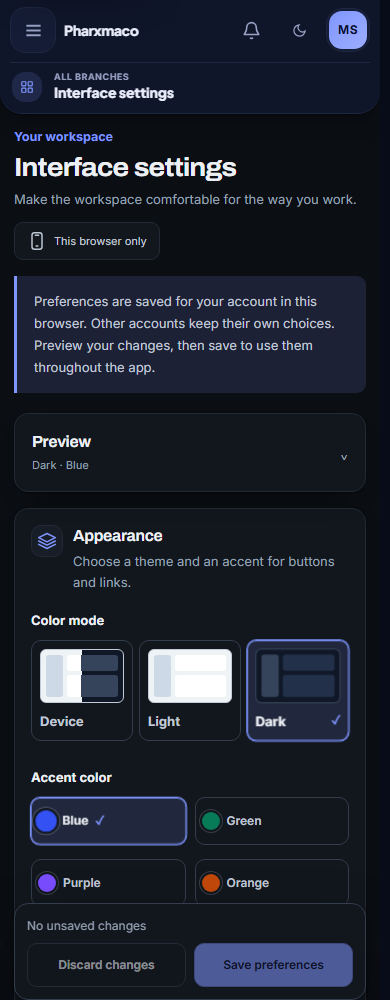 Pharxmaco
MS
ALL BRANCHES
Interface settings
Your workspace
Interface settings
Make the workspace comfortable for the way you work.
This browser only
Preferences are saved for your account in this
browser. Other accounts keep their own choices.
Preview your changes, then save to use them
throughout the app.
Preview
Dark · Blue
v
Appearance
Choose a theme and an accent for buttons
and links.
Color mode
Device
Light
Dark ✓
Accent color
Blue ✓
Green
Purple
Orange
No unsaved changes
Discard changes
Save preferences